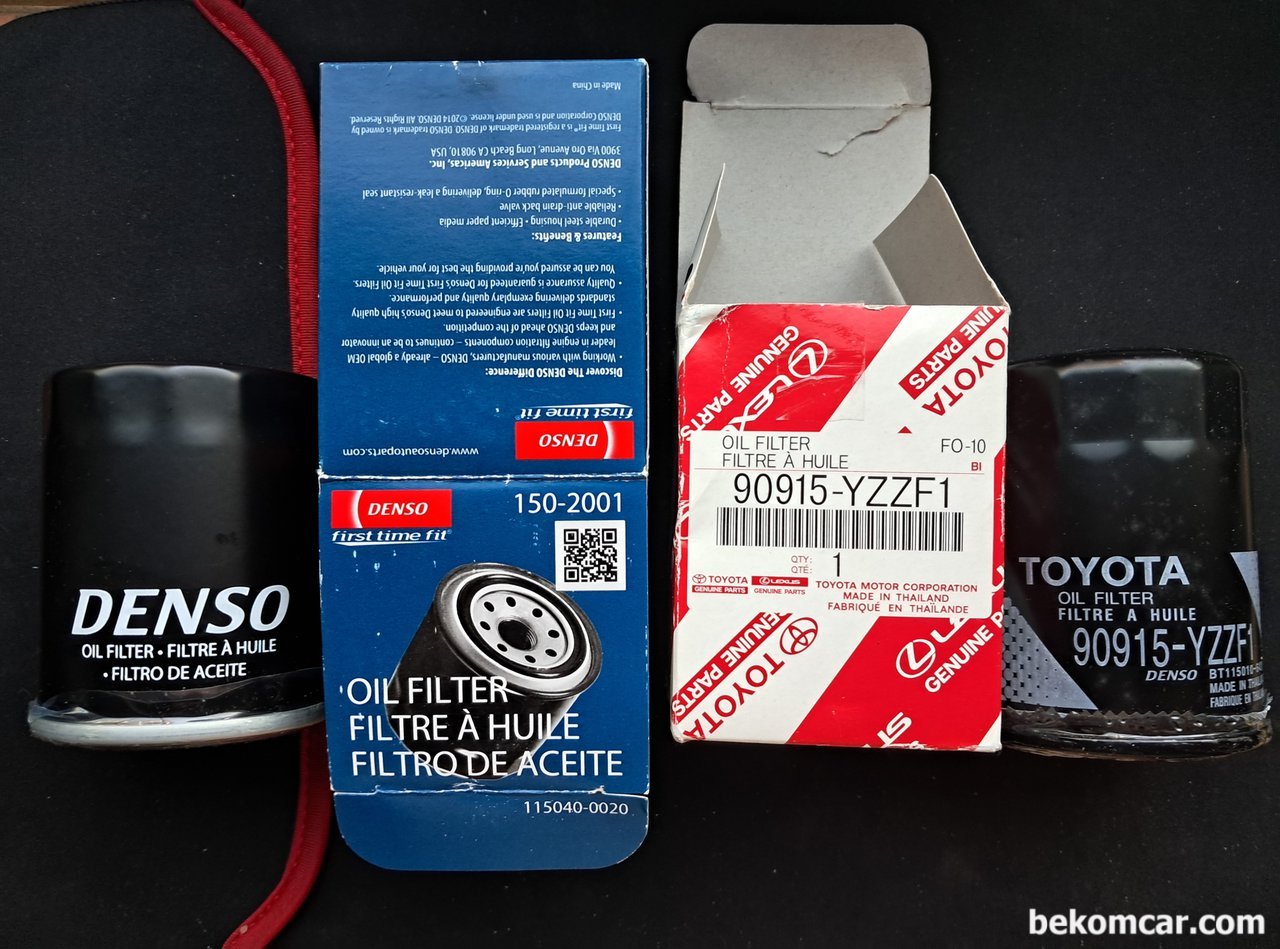 DENSO
OIL FILTER • FILTRE À HUILE
• FILTRO DE ACEITE
www.densoautoparts.com
DENSO
first time fit®
Discover The DENSO Difference:
• Working with various manufacturers, DENSO – already a global OEM
leader in engine filtration components – continues to be an innovator
and keeps DENSO ahead of the competition.
• First Time Fit Oil Filters are engineered to meet Denso's high quality
standards delivering exemplary quality and performance.
• Quality assurance is guaranteed for Denso's First Time Fit Oil Filters.
You can be assured you're providing the best for your vehicle.
Features & Benefits:
• Durable steel housing • Efficient paper media
• Reliable anti-drain back valve
• Special formulated rubber O-ring, delivering a leak-resistant seal
DENSO Products and Services Americas, Inc.
3900 Via Oro Avenue, Long Beach CA 90810, USA
First Time Fit® is a registered trademark of DENSO. DENSO trademark is owned by
DENSO Corporation and is used under license. ©2014 DENSO. All Rights Reserved.
Made in China
DENSO
first time fit®
150-2001
OIL FILTER
FILTRE À HUILE
FILTRO DE ACEITE
115040-0020
LEXUS
GENUINE PARTS
TOYOTA
GENUINE PARTS
OIL FILTER
FILTRE À HUILE
FO-10
BI
90915-YZZF1
QTY:
QTÉ:
1
TOYOTA
GENUINE PARTS
LEXUS
GENUINE PARTS
TOYOTA MOTOR CORPORATION
MADE IN THAILAND
FABRIQUÉ EN THAÏLANDE
TOYOTA
GENUINE PARTS
GENUINE
TOYOTA
OIL FILTER
FILTRE A HUILE
90915-YZZF1
DENSO
MADE IN
FABRIQUE EN
bekomcar.com